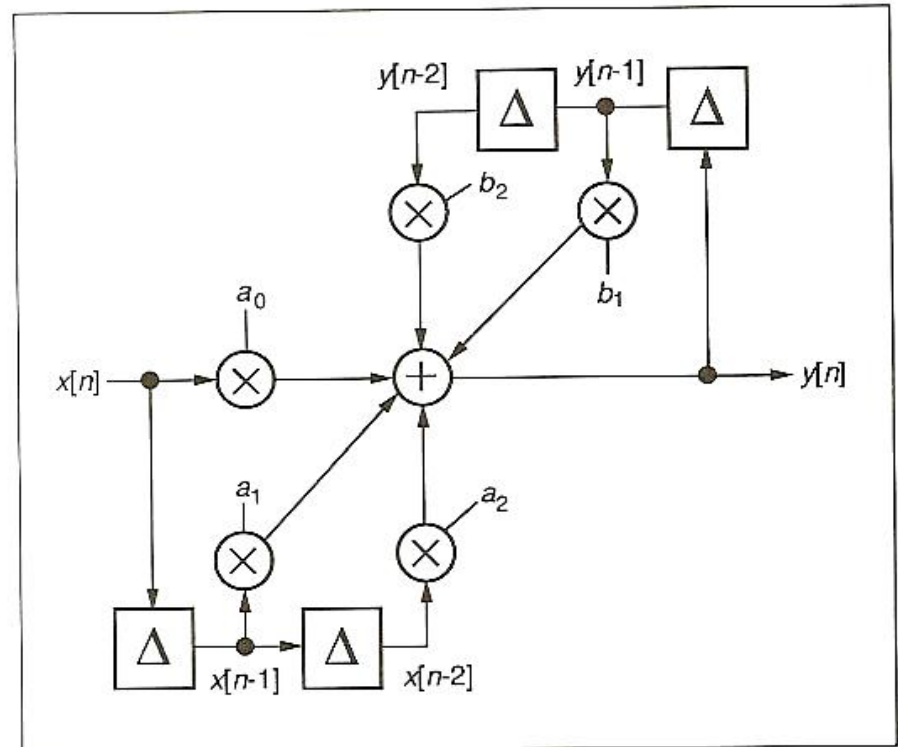 y[n-2] Δ y[n-1] Δ
× b₂ ×
b₁
a₀
x[n] × + y[n]
a₁ a₂
× ×
Δ x[n-1] Δ x[n-2]